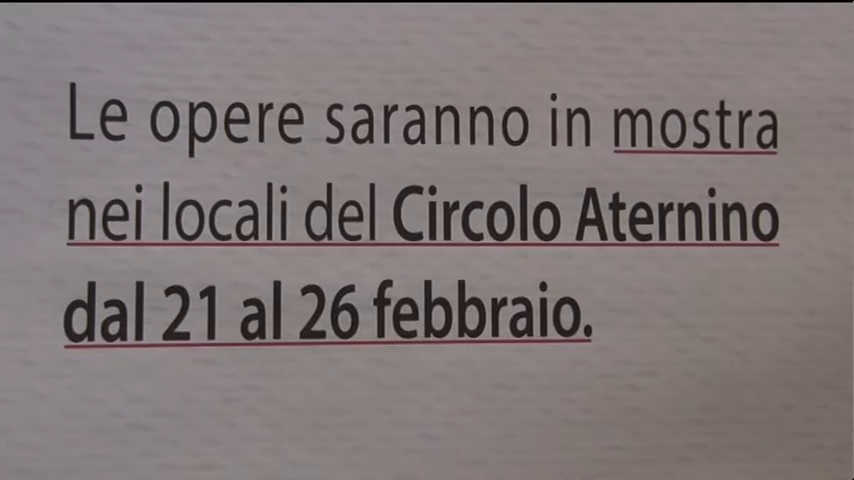 Le opere saranno in mostra
nei locali del Circolo Aternino
dal 21 al 26 febbraio.